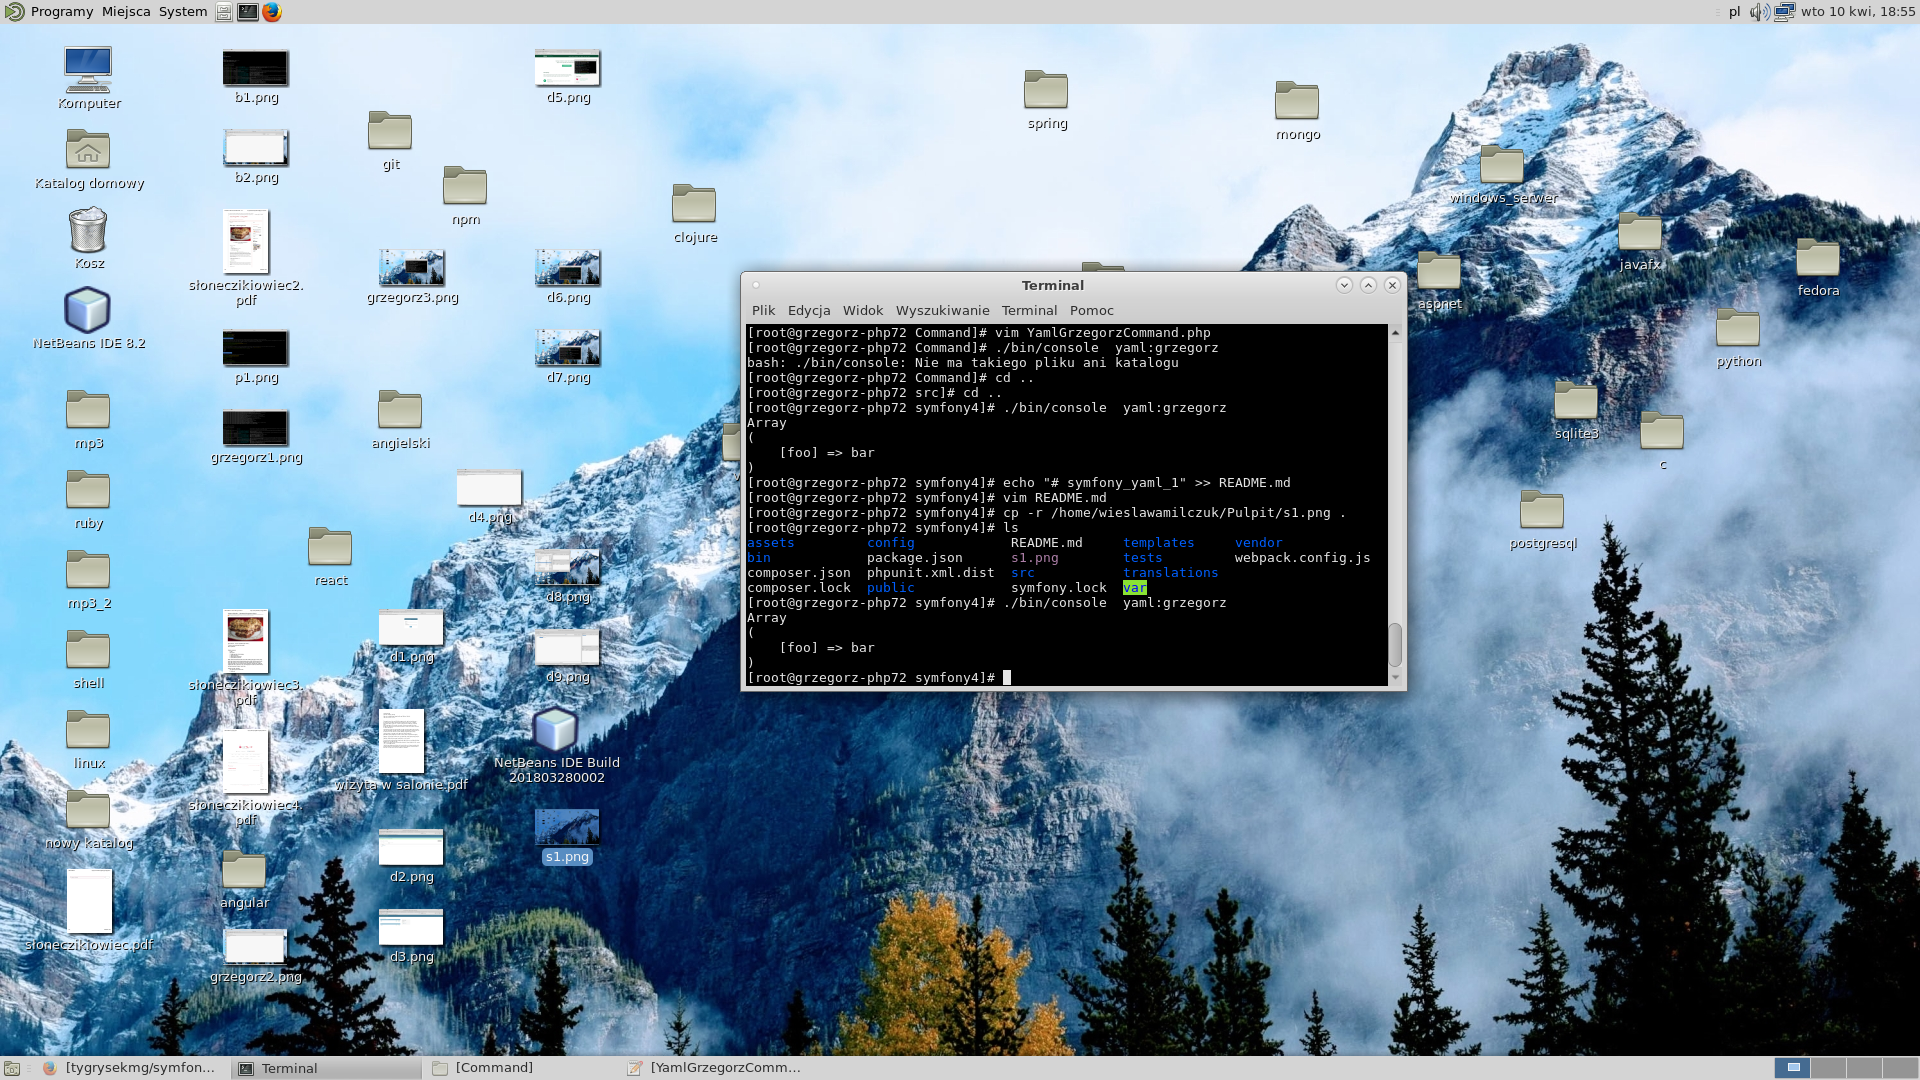 Programy Miejsca System
pl wto 10 kwi, 18:55
Komputer
Katalog domowy
Kosz
NetBeans IDE 8.2
mp3
ruby
mp3_2
shell
linux
nowy katalog
słoneczikiowiec.pdf
b1.png
b2.png
słoneczikiowiec2.
pdf
p1.png
grzegorz1.png
słoneczikiowiec3.
pdf
słoneczikiowiec4.
pdf
angular
grzegorz2.png
git
npm
grzegorz3.png
angielski
d4.png
react
d1.png
wizyta w salonie.pdf
d2.png
d3.png
d5.png
d6.png
d7.png
d8.png
d9.png
NetBeans IDE Build
201803280002
s1.png
clojure
spring
mongo
windows_serwer
aspnet
javafx
fedora
python
sqlite3
c
postgresql
Terminal
Plik Edycja Widok Wyszukiwanie Terminal Pomoc
[root@grzegorz-php72 Command]# vim YamlGrzegorzCommand.php
[root@grzegorz-php72 Command]# ./bin/console  yaml:grzegorz
bash: ./bin/console: Nie ma takiego pliku ani katalogu
[root@grzegorz-php72 Command]# cd ..
[root@grzegorz-php72 src]# cd ..
[root@grzegorz-php72 symfony4]# ./bin/console  yaml:grzegorz
Array
(
    [foo] => bar
)
[root@grzegorz-php72 symfony4]# echo "# symfony_yaml_1" >> README.md
[root@grzegorz-php72 symfony4]# vim README.md
[root@grzegorz-php72 symfony4]# cp -r /home/wieslawamilczuk/Pulpit/s1.png .
[root@grzegorz-php72 symfony4]# ls
assets         config            README.md     templates     vendor
bin            package.json      s1.png        tests         webpack.config.js
composer.json  phpunit.xml.dist  src           translations
composer.lock  public            symfony.lock  var
[root@grzegorz-php72 symfony4]# ./bin/console  yaml:grzegorz
Array
(
    [foo] => bar
)
[root@grzegorz-php72 symfony4]#
[tygrysekmg/symfon... Terminal [Command] [YamlGrzegorzComm...